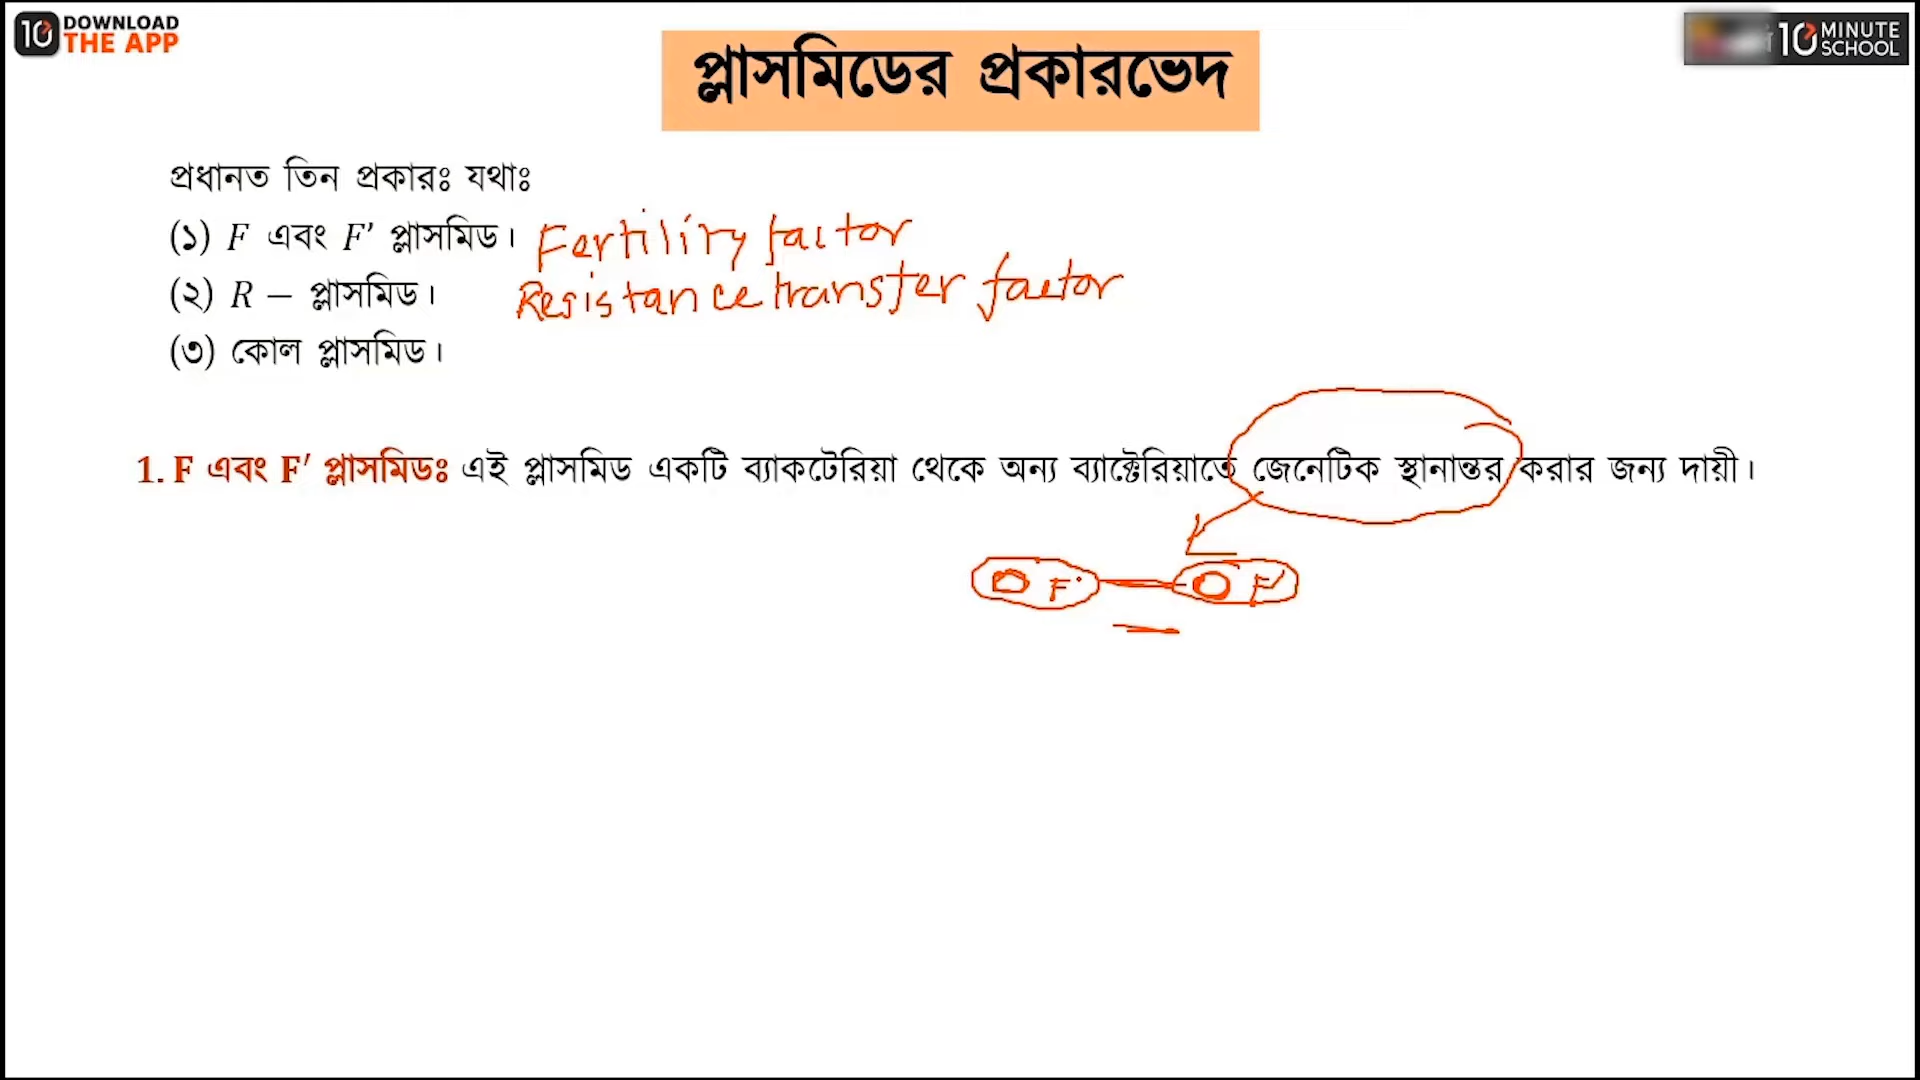 10 DOWNLOAD THE APP
10 MINUTE SCHOOL
প্লাসমিডের প্রকারভেদ
প্রধানত তিন প্রকারঃ যথাঃ
(১) F এবং F′ প্লাসমিড। Fertility factor
(২) R – প্লাসমিড। Resistance transfer factor
(৩) কোল প্লাসমিড।
1. F এবং F′ প্লাসমিডঃ এই প্লাসমিড একটি ব্যাকটেরিয়া থেকে অন্য ব্যাক্টেরিয়াতে জেনেটিক স্থানান্তর করার জন্য দায়ী।
F F′